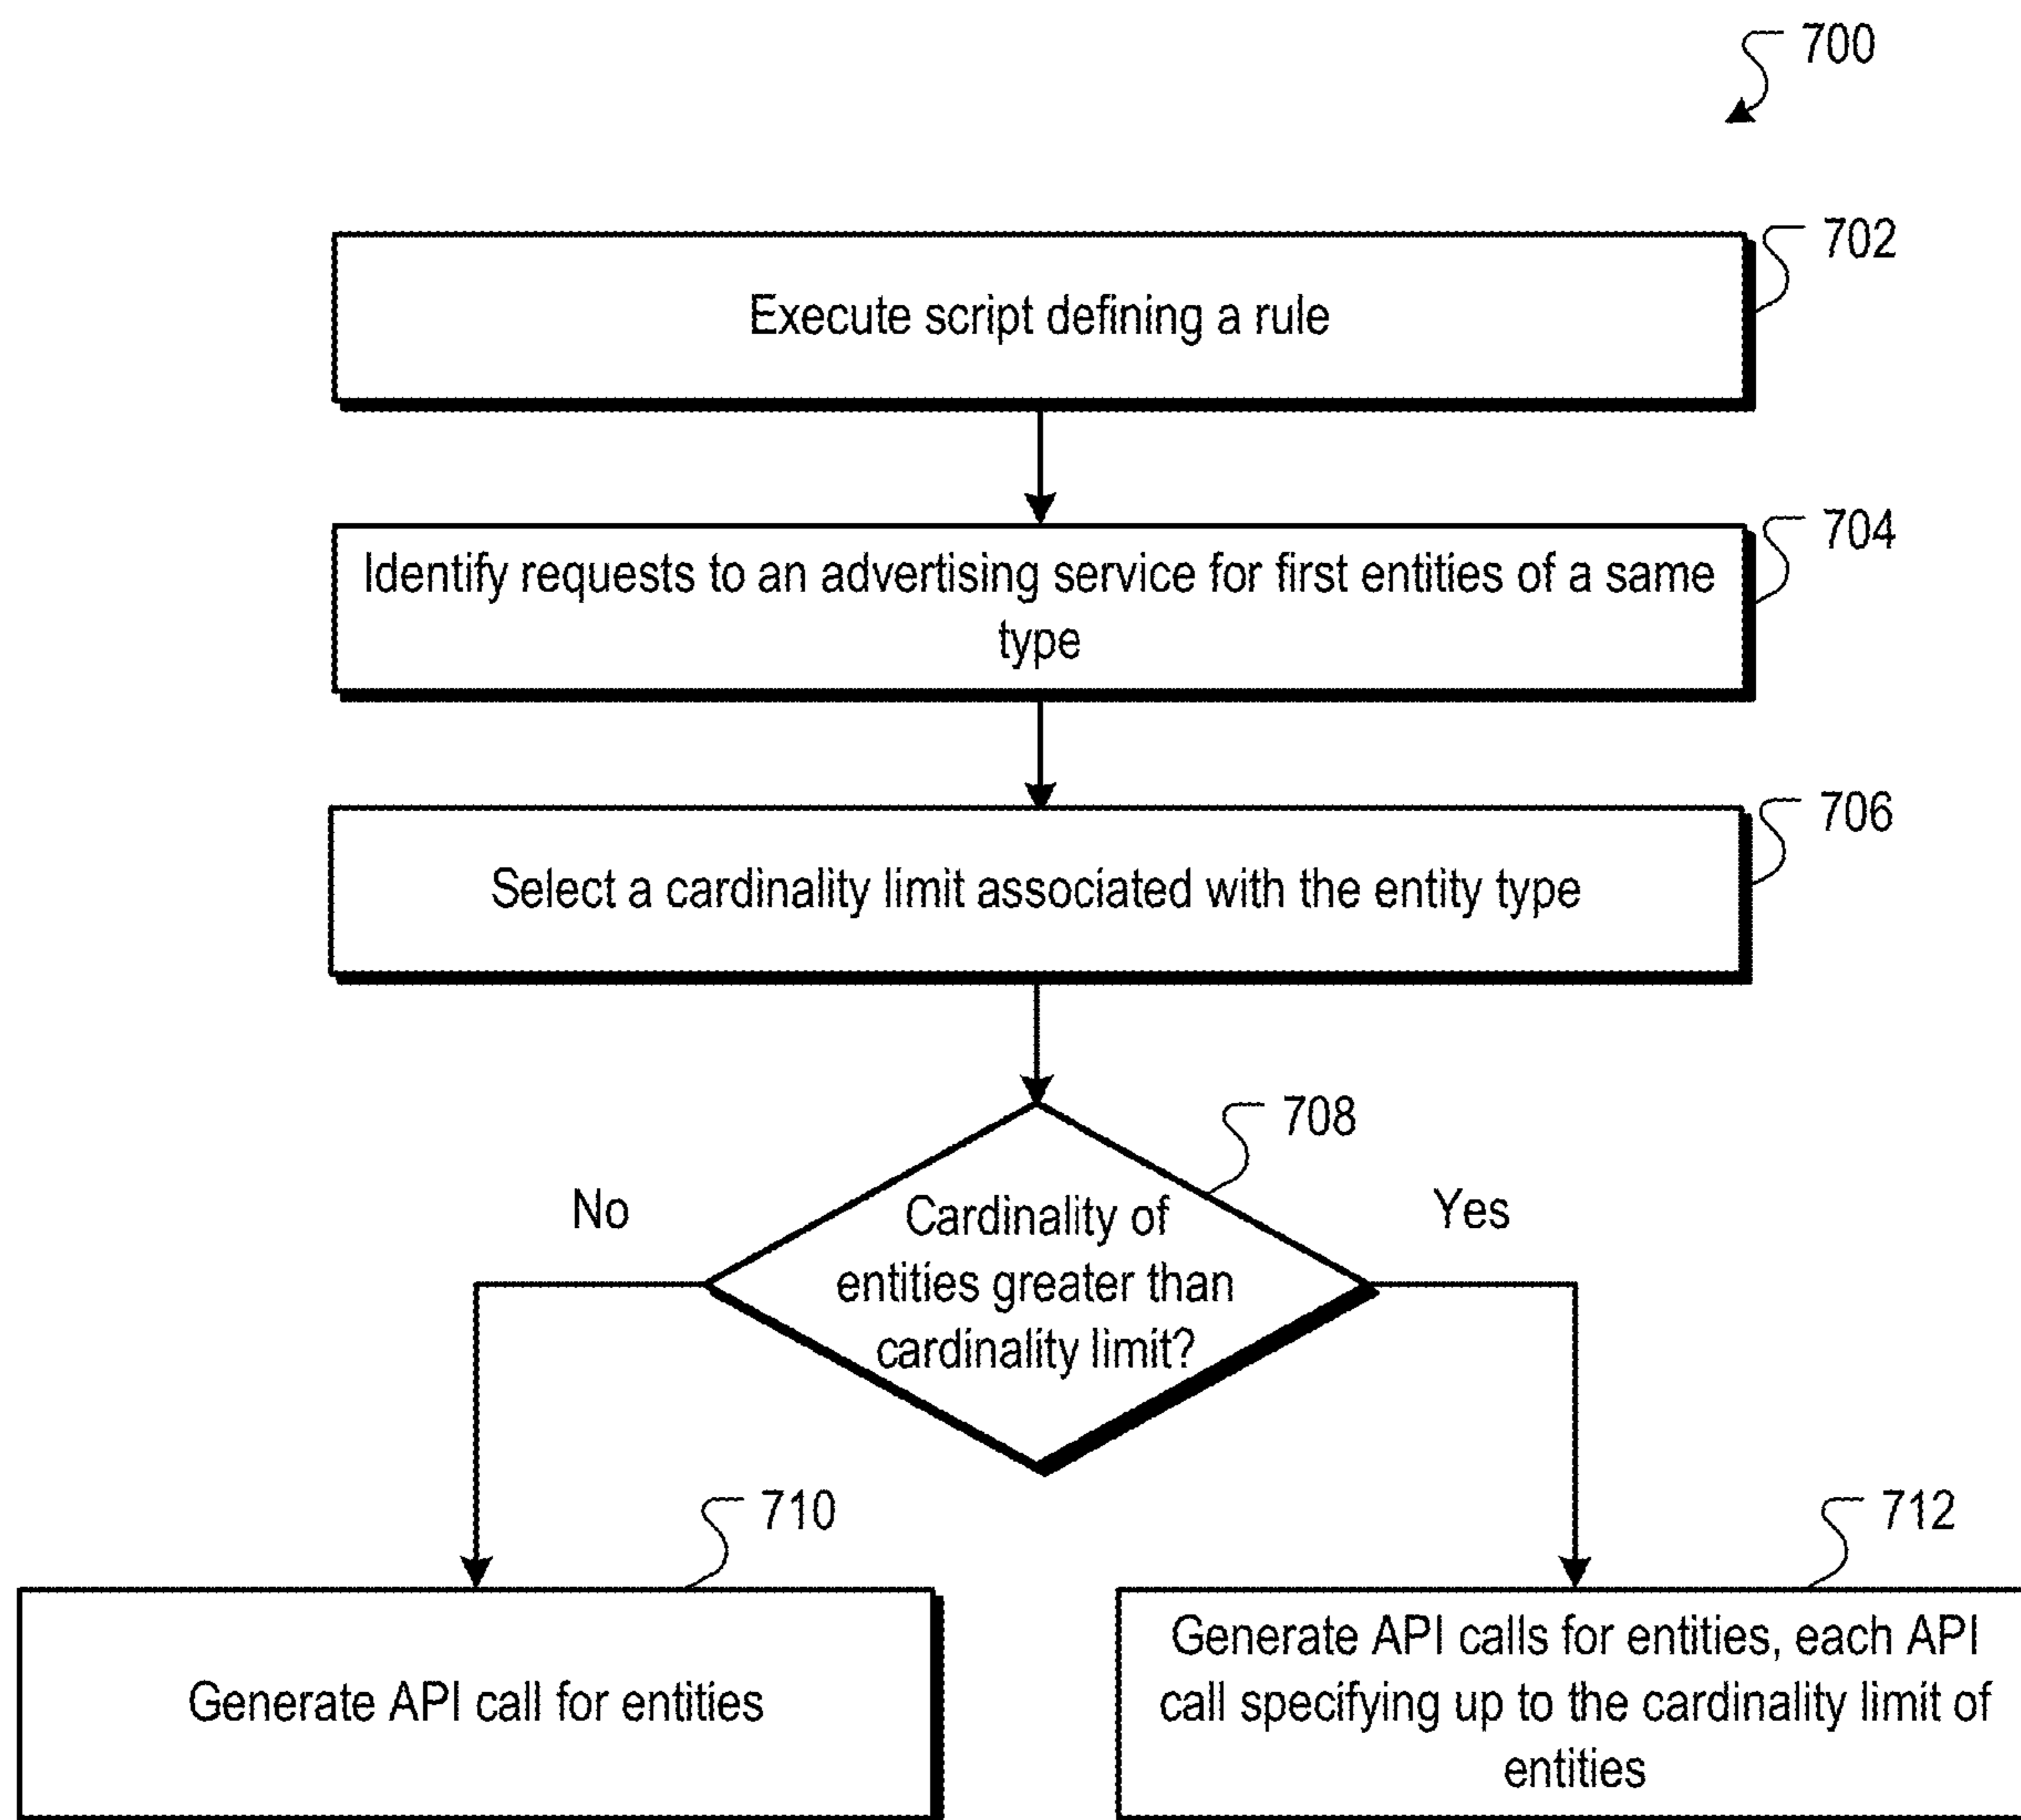 700
702
Execute script defining a rule
704
Identify requests to an advertising service for first entities of a same
type
706
Select a cardinality limit associated with the entity type
708
No
Yes
Cardinality of
entities greater than
cardinality limit?
710
712
Generate API call for entities
Generate API calls for entities, each API
call specifying up to the cardinality limit of
entities